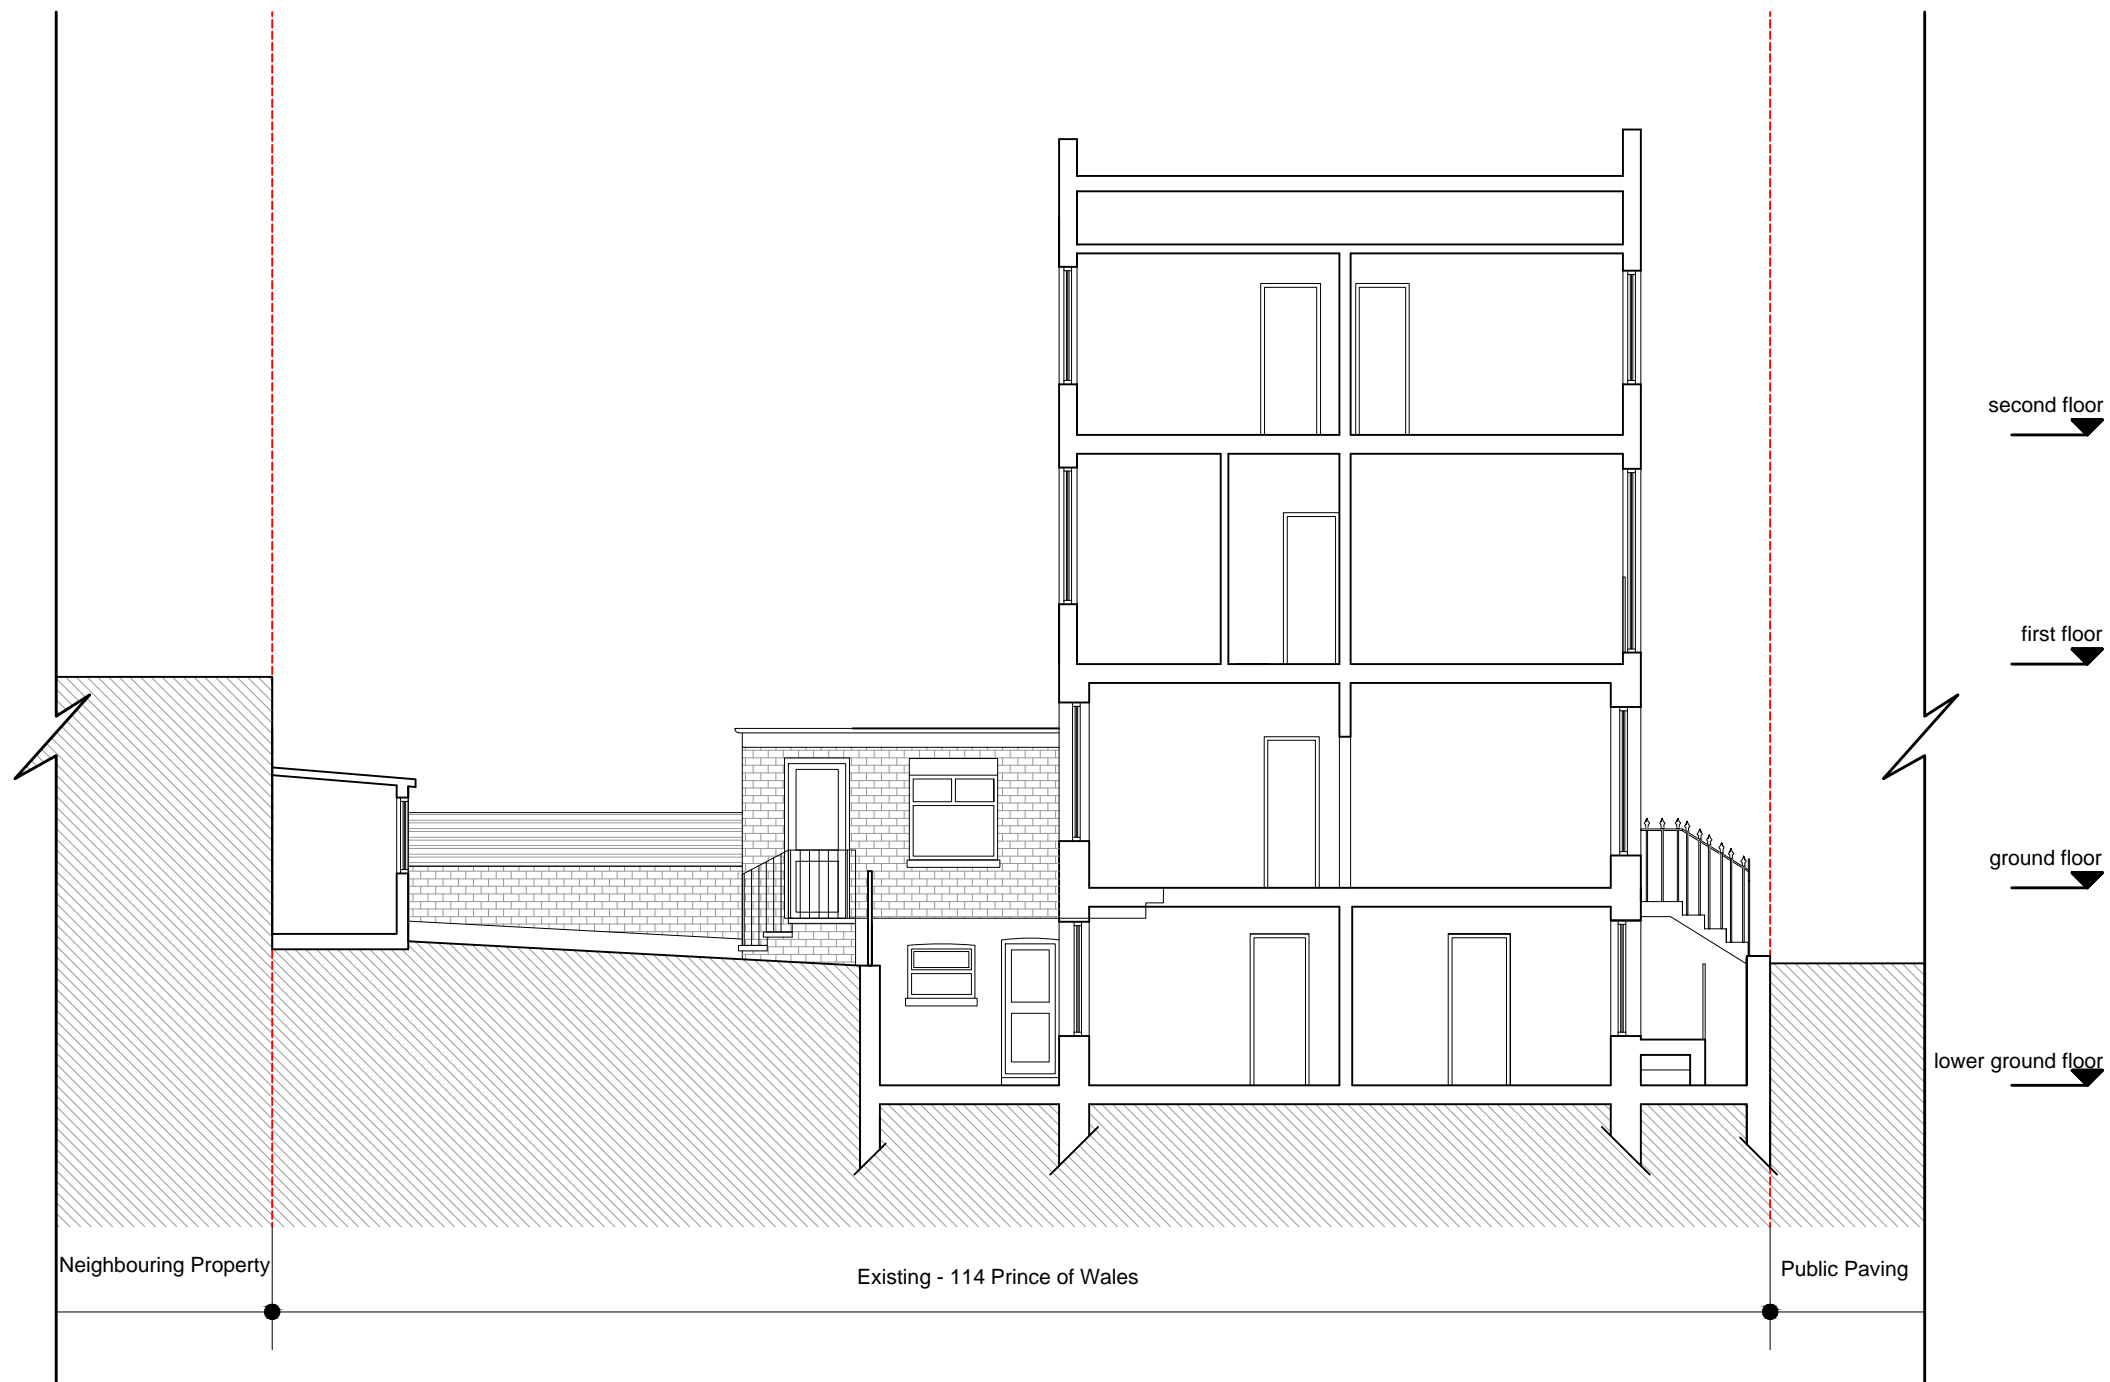 second floor
first floor
ground floor
lower ground floor
Neighbouring Property
Existing - 114 Prince of Wales
Public Paving